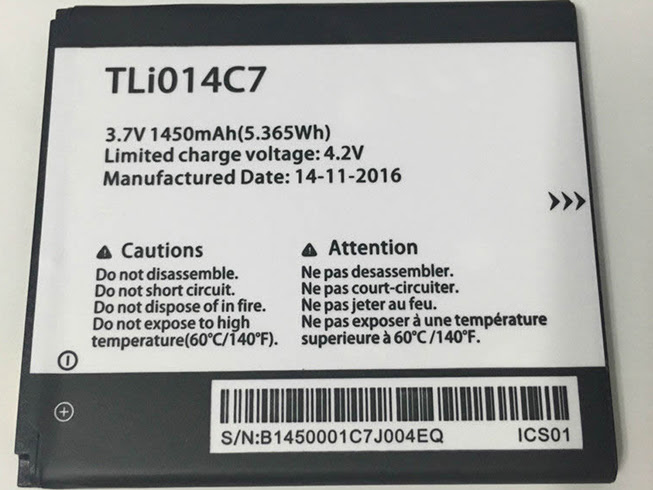 TLi014C7
3.7V 1450mAh(5.365Wh)
Limited charge voltage: 4.2V
Manufactured Date: 14-11-2016
Cautions
Do not disassemble.
Do not short circuit.
Do not dispose of in fire.
Do not expose to high
temperature(60°C/140°F).
Attention
Ne pas desassembler.
Ne pas court-circuiter.
Ne pas jeter au feu.
Ne pas exposer à une température
superieure à 60°C /140°F.
S/N:B1450001C7J004EQ
ICS01